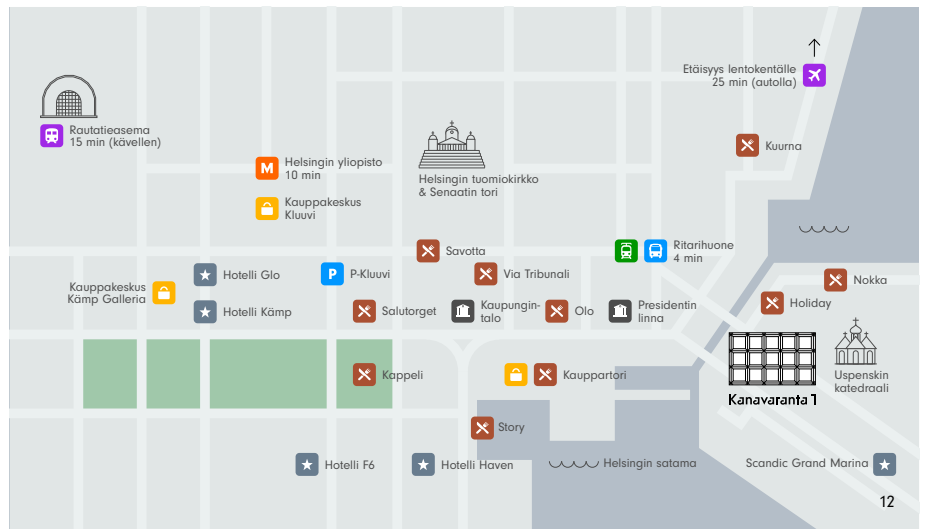 Etäisyys lentokentälle
25 min (autolla)
Rautatieasema
15 min (kävellen)
Kuurna
Helsingin yliopisto
10 min
Helsingin tuomiokirkko
& Senaatin tori
Kauppakeskus
Kluuvi
Savotta
Ritarihuone
4 min
Hotelli Glo
P-Kluuvi
Via Tribunali
Nokka
Kauppakeskus
Kämp Galleria
Holiday
Hotelli Kämp
Salutorget
Kaupungin-
talo
Olo
Presidentin
linna
Kappeli
Kauppartori
Uspenskin
katedraali
Kanavaranta 1
Story
Hotelli F6
Hotelli Haven
Helsingin satama
Scandic Grand Marina
12
M
P